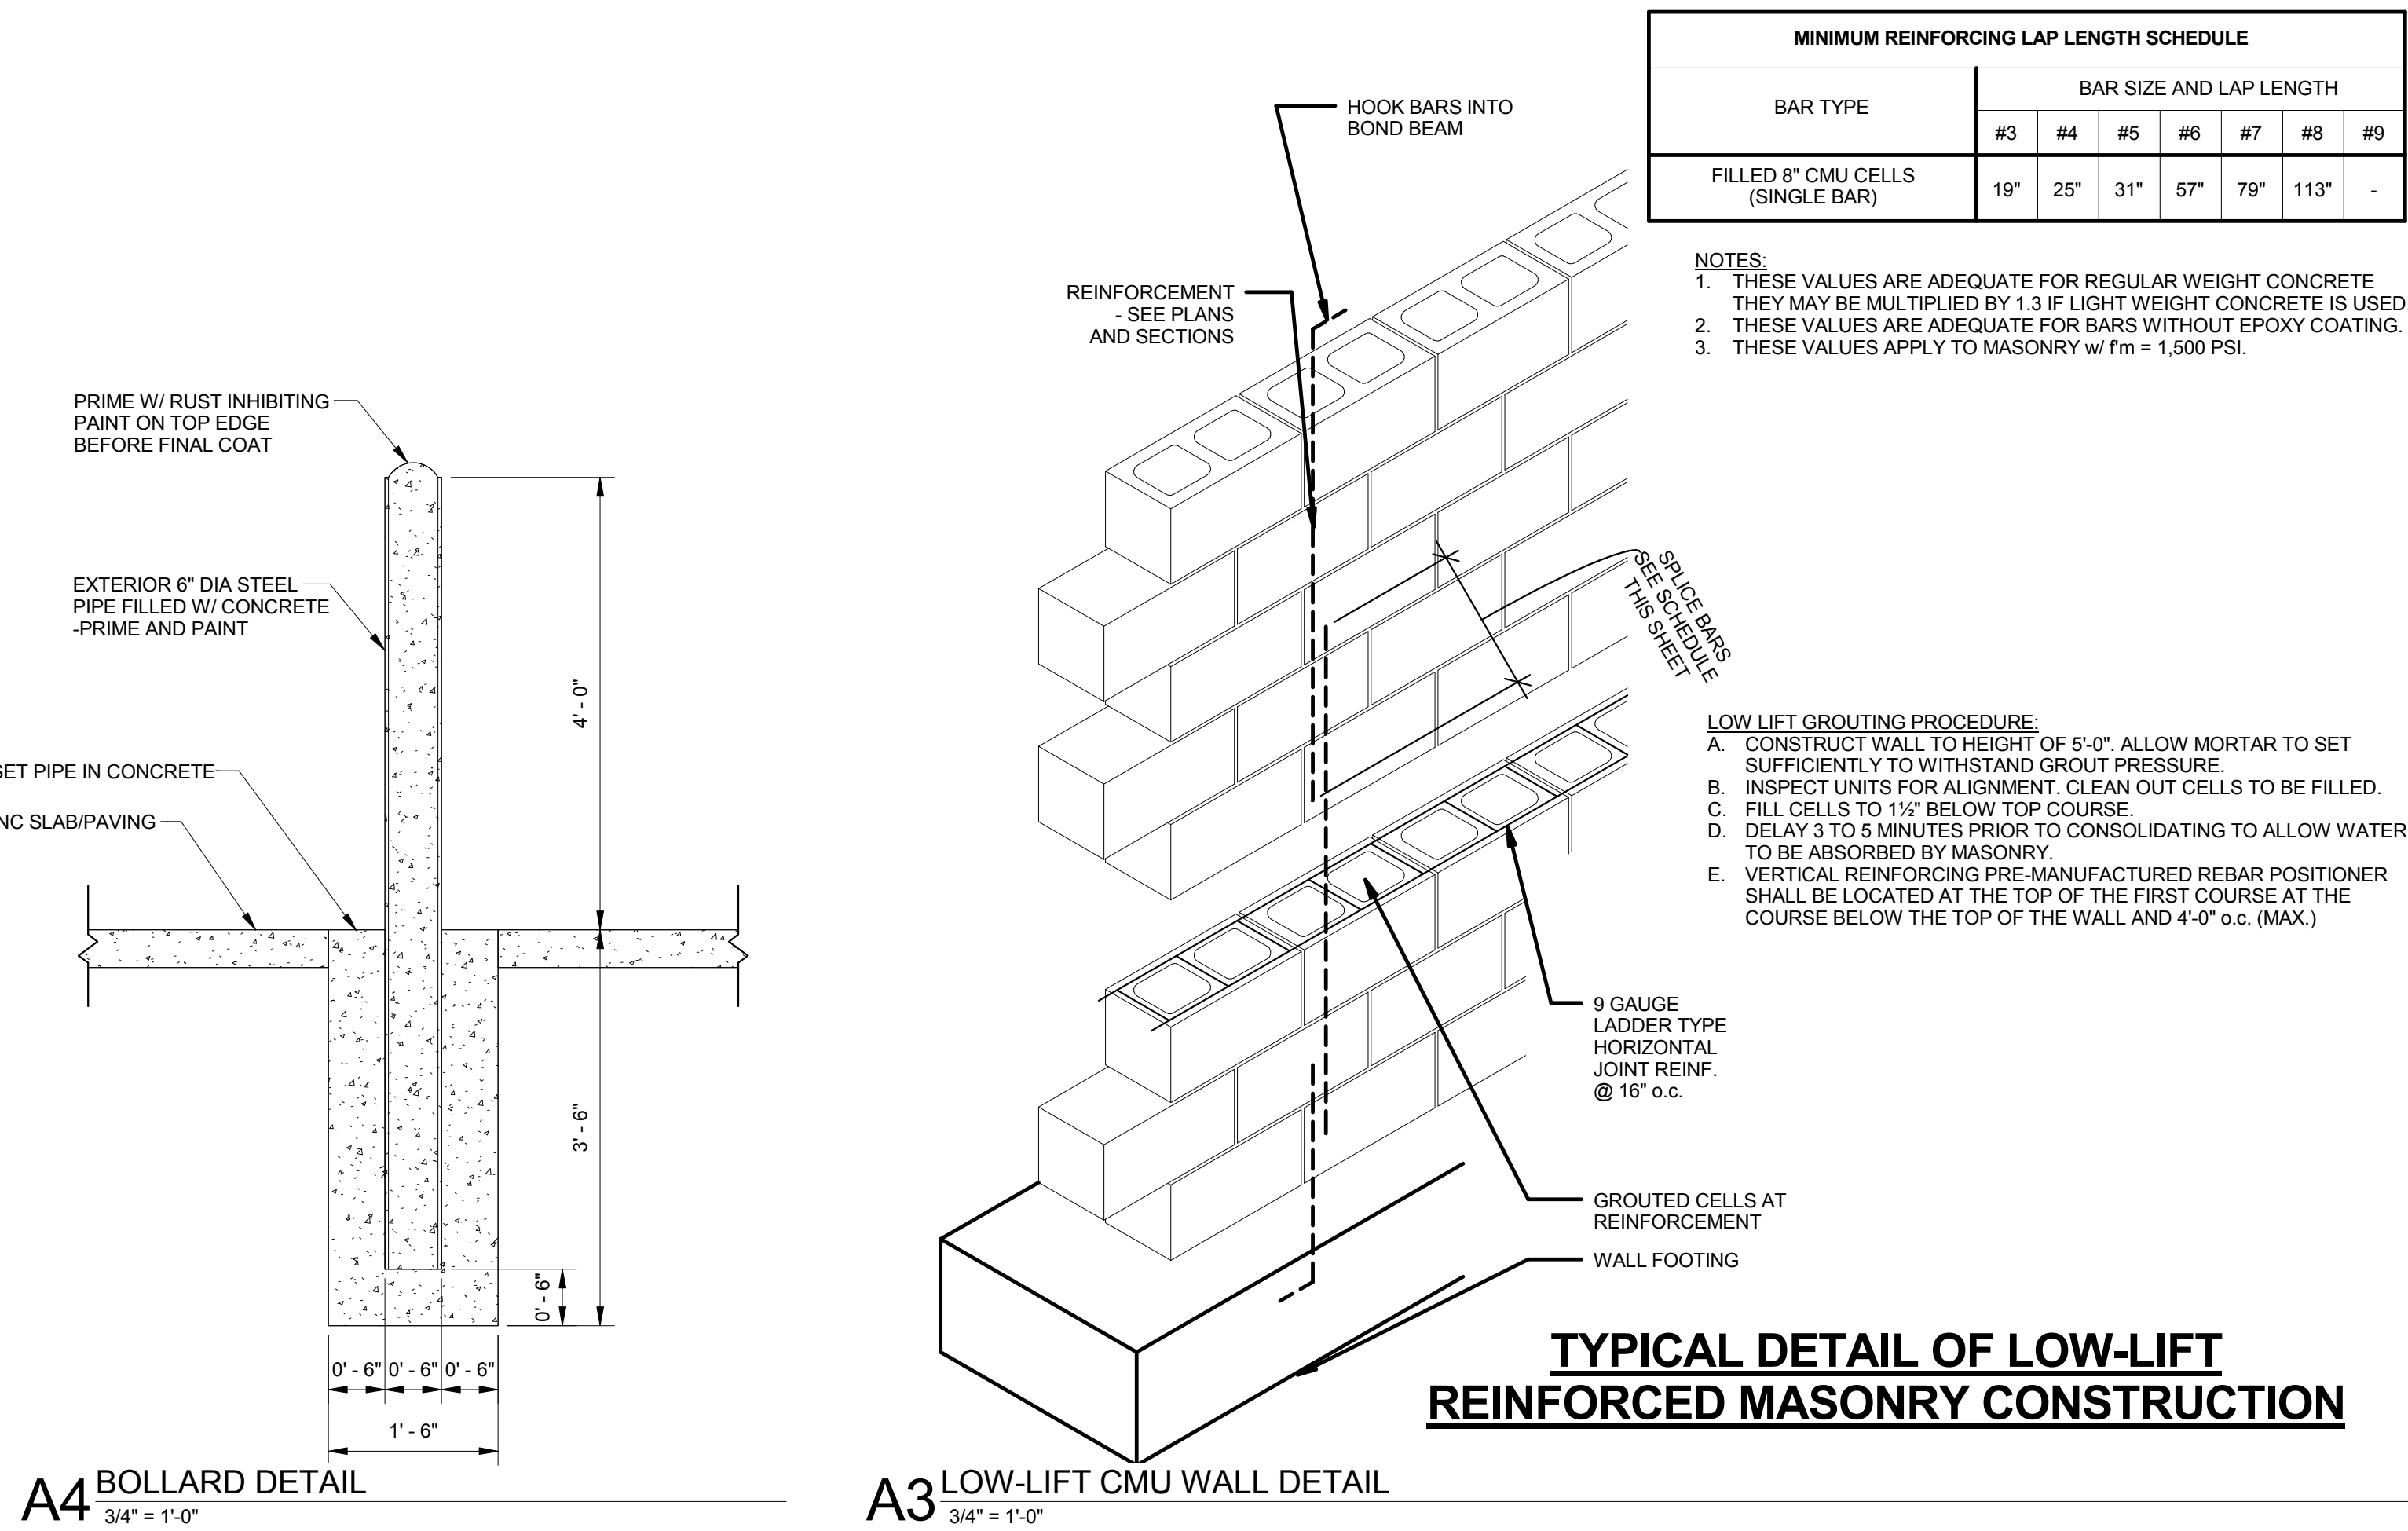 MINIMUM REINFORCING LAP LENGTH SCHEDULE
BAR TYPE
BAR SIZE AND LAP LENGTH
#3 #4 #5 #6 #7 #8 #9
FILLED 8" CMU CELLS
(SINGLE BAR)
19" 25" 31" 57" 79" 113" -
NOTES:
1. THESE VALUES ARE ADEQUATE FOR REGULAR WEIGHT CONCRETE
THEY MAY BE MULTIPLIED BY 1.3 IF LIGHT WEIGHT CONCRETE IS USED
2. THESE VALUES ARE ADEQUATE FOR BARS WITHOUT EPOXY COATING.
3. THESE VALUES APPLY TO MASONRY w/ f'm = 1,500 PSI.
PRIME W/ RUST INHIBITING
PAINT ON TOP EDGE
BEFORE FINAL COAT
EXTERIOR 6" DIA STEEL
PIPE FILLED W/ CONCRETE
-PRIME AND PAINT
SET PIPE IN CONCRETE
NC SLAB/PAVING
4' - 0"
3' - 6"
0' - 6"
0' - 6" 0' - 6" 0' - 6"
1' - 6"
A4 BOLLARD DETAIL
3/4" = 1'-0"
HOOK BARS INTO
BOND BEAM
REINFORCEMENT
- SEE PLANS
AND SECTIONS
SPLICE BARS
SEE SCHEDULE
THIS SHEET
LOW LIFT GROUTING PROCEDURE:
A. CONSTRUCT WALL TO HEIGHT OF 5'-0". ALLOW MORTAR TO SET
SUFFICIENTLY TO WITHSTAND GROUT PRESSURE.
B. INSPECT UNITS FOR ALIGNMENT. CLEAN OUT CELLS TO BE FILLED.
C. FILL CELLS TO 1½" BELOW TOP COURSE.
D. DELAY 3 TO 5 MINUTES PRIOR TO CONSOLIDATING TO ALLOW WATER
TO BE ABSORBED BY MASONRY.
E. VERTICAL REINFORCING PRE-MANUFACTURED REBAR POSITIONER
SHALL BE LOCATED AT THE TOP OF THE FIRST COURSE AT THE
COURSE BELOW THE TOP OF THE WALL AND 4'-0" o.c. (MAX.)
9 GAUGE
LADDER TYPE
HORIZONTAL
JOINT REINF.
@ 16" o.c.
GROUTED CELLS AT
REINFORCEMENT
WALL FOOTING
TYPICAL DETAIL OF LOW-LIFT
REINFORCED MASONRY CONSTRUCTION
A3 LOW-LIFT CMU WALL DETAIL
3/4" = 1'-0"